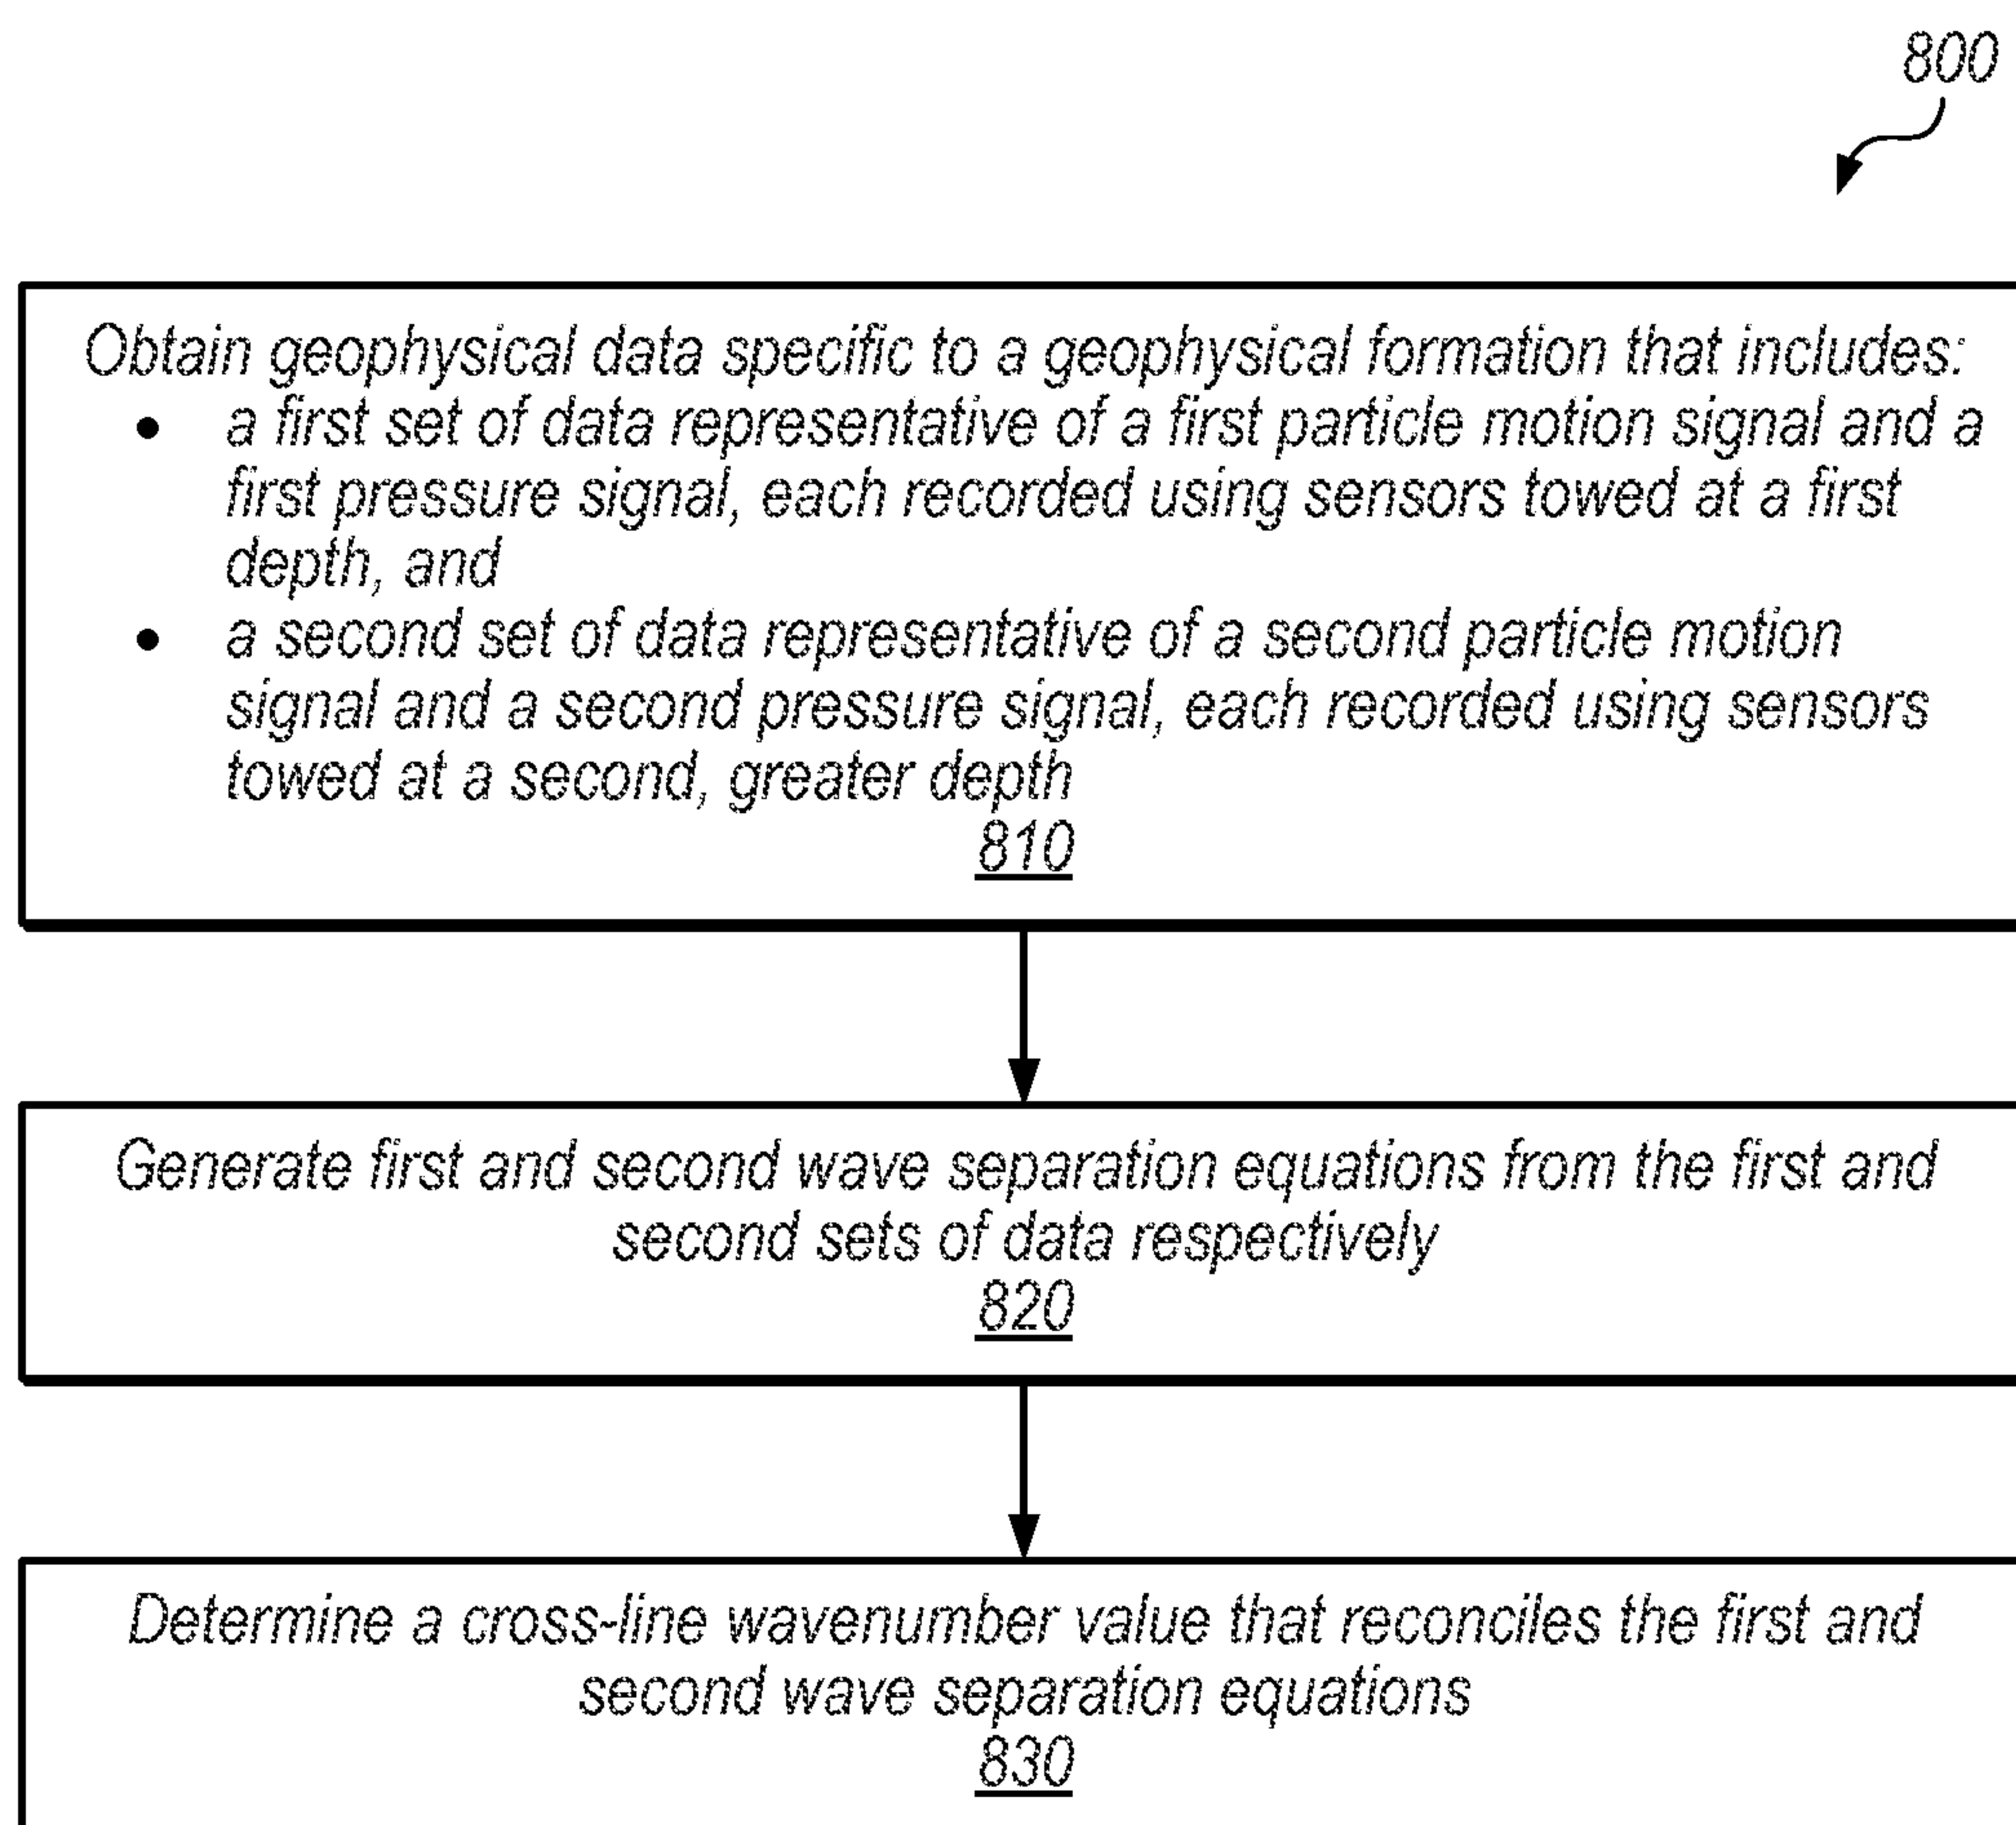 800
Obtain geophysical data specific to a geophysical formation that includes:
• a first set of data representative of a first particle motion signal and a
first pressure signal, each recorded using sensors towed at a first
depth, and
• a second set of data representative of a second particle motion
signal and a second pressure signal, each recorded using sensors
towed at a second, greater depth
810
Generate first and second wave separation equations from the first and
second sets of data respectively
820
Determine a cross-line wavenumber value that reconciles the first and
second wave separation equations
830